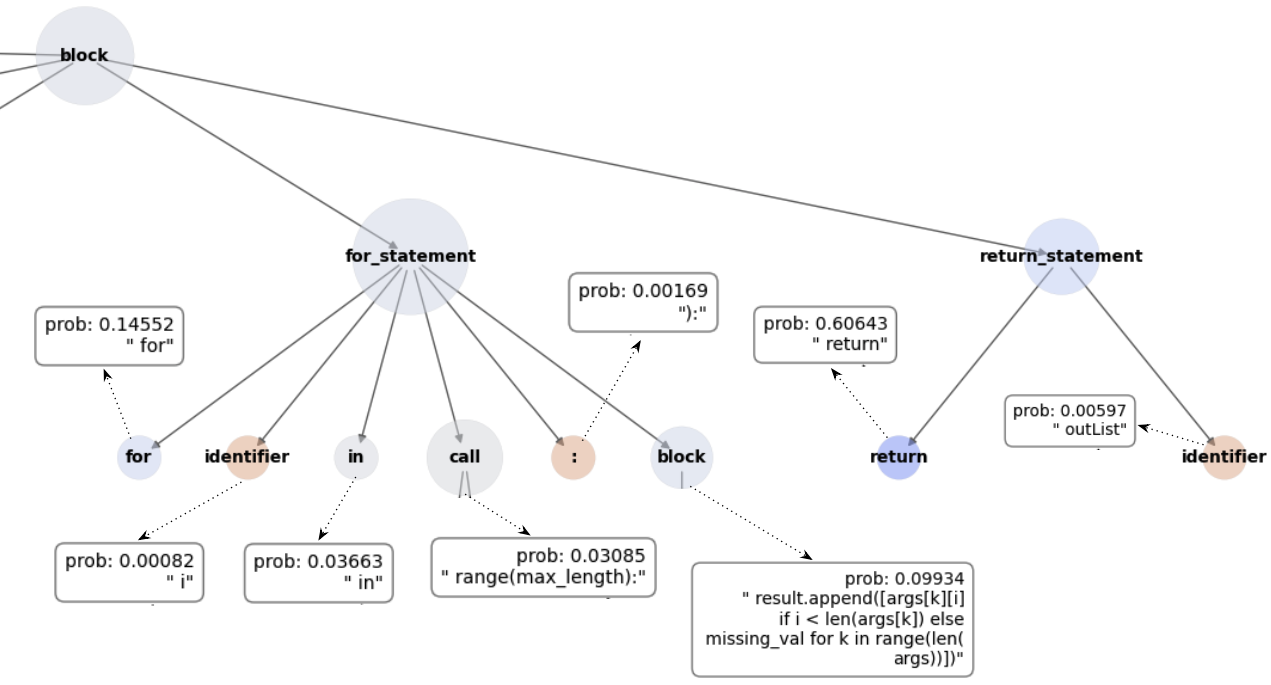 block
for_statement
return_statement
prob: 0.14552
" for"
prob: 0.00169
"):"
prob: 0.60643
" return"
prob: 0.00597
" outList"
for
identifier
in
call
:
block
return
identifier
prob: 0.00082
" i"
prob: 0.03663
" in"
prob: 0.03085
" range(max_length):"
prob: 0.09934
" result.append([args[k][i]
if i < len(args[k]) else
missing_val for k in range(len(
args))])"